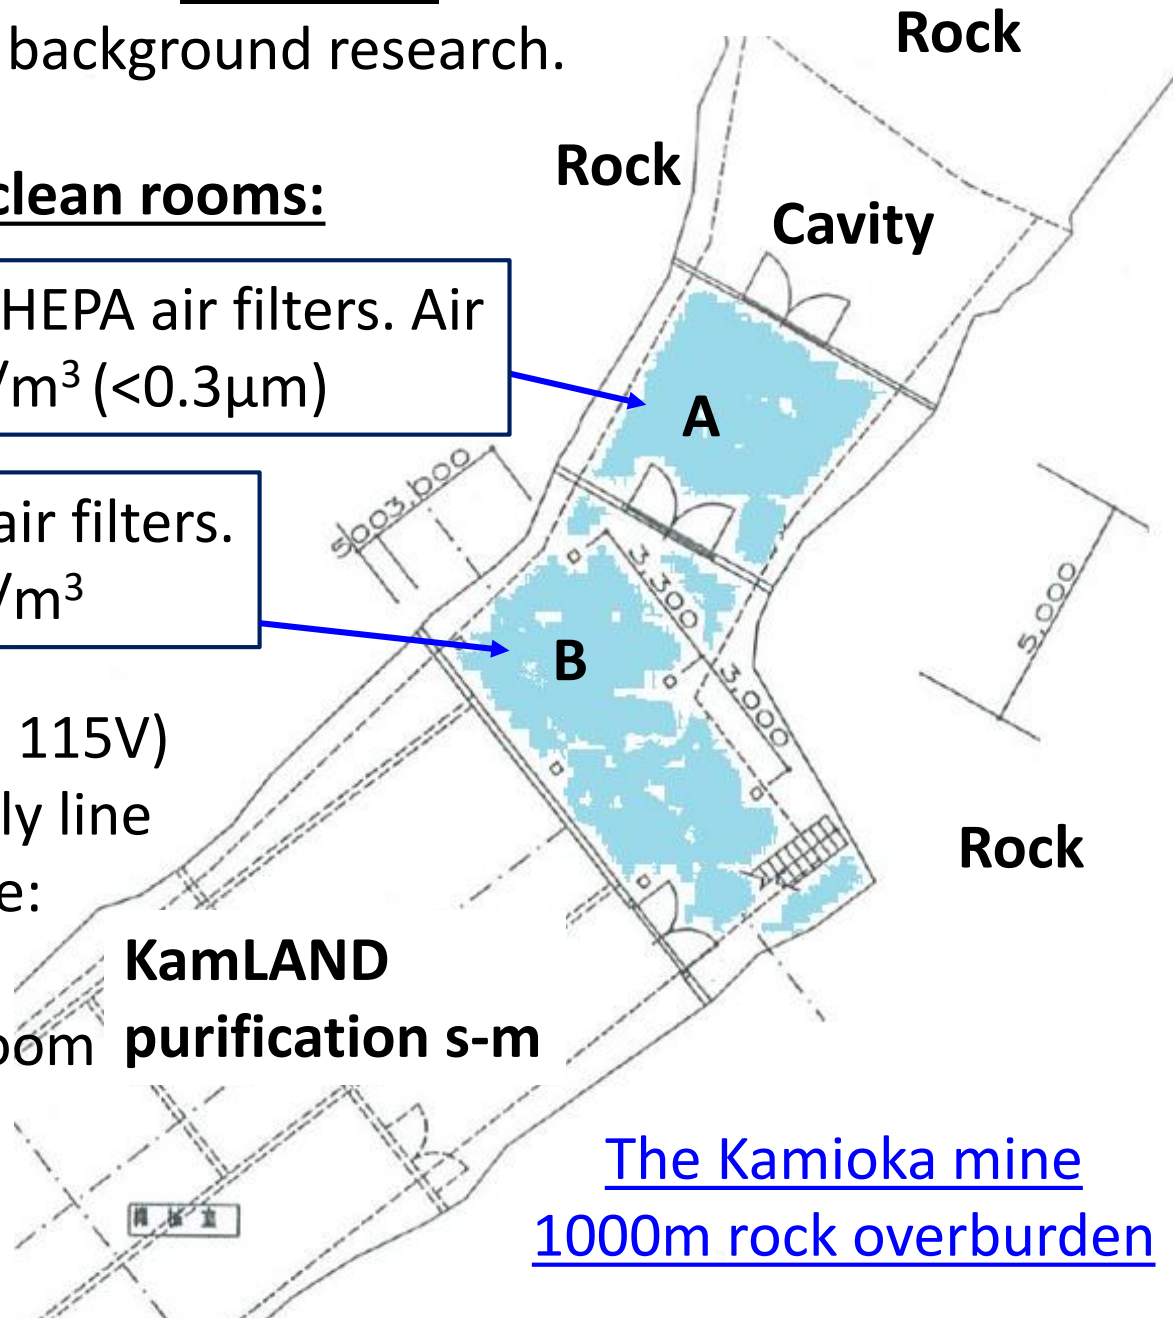 background research.
Rock
Rock
clean rooms:
Cavity
HEPA air filters. Air
/m³ (<0.3µm)
A
air filters.
/m³
5003,600
3,300
5,000
B
3,000
115V)
ly line
e:
Rock
KamLAND
purification s-m
oom
The Kamioka mine
1000m rock overburden